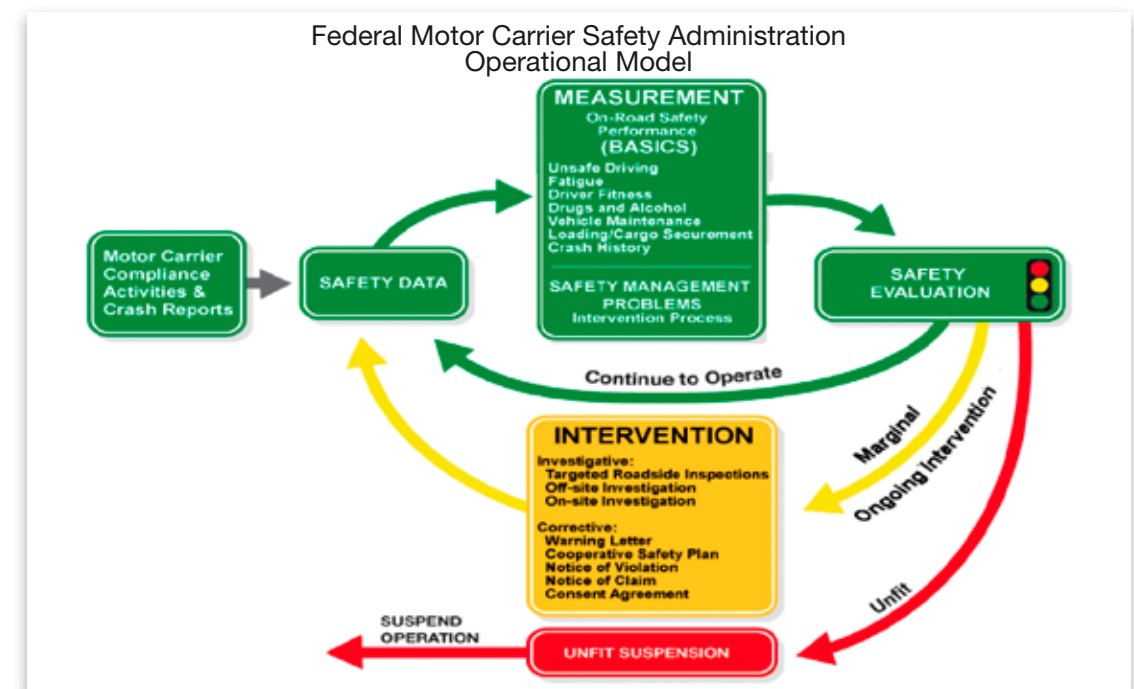 Federal Motor Carrier Safety Administration
Operational Model
MEASUREMENT
On-Road Safety
Performance
(BASICS)
Unsafe Driving
Fatigue
Driver Fitness
Drugs and Alcohol
Vehicle Maintenance
Loading/Cargo Securement
Crash History
SAFETY MANAGEMENT
PROBLEMS
Intervention Process
Motor Carrier
Compliance
Activities &
Crash Reports
SAFETY DATA
SAFETY
EVALUATION
Continue to Operate
Marginal
Ongoing Intervention
Unfit
INTERVENTION
Investigative:
Targeted Roadside Inspections
Off-site Investigation
On-site Investigation
Corrective:
Warning Letter
Cooperative Safety Plan
Notice of Violation
Notice of Claim
Consent Agreement
SUSPEND
OPERATION
UNFIT SUSPENSION